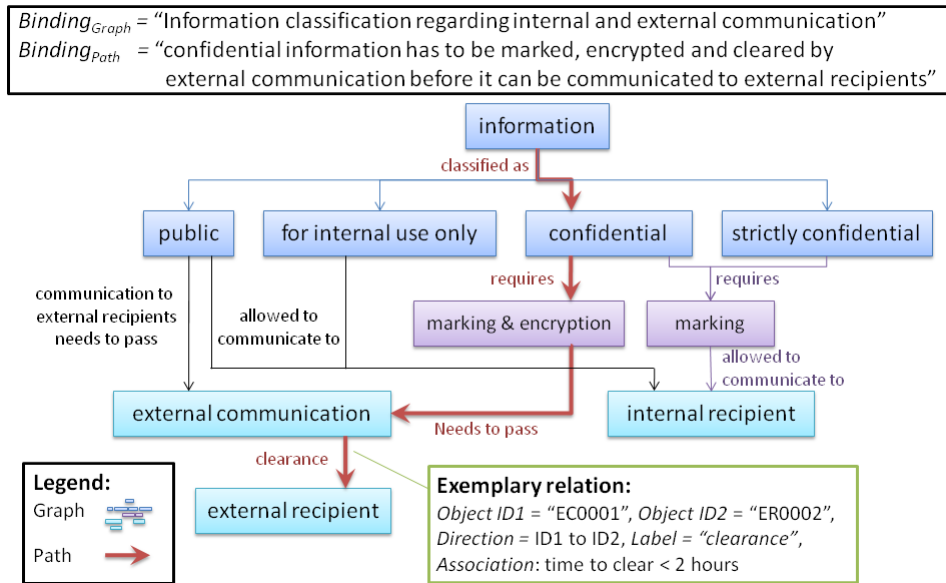 Binding_Graph = “Information classification regarding internal and external communication”
Binding_Path = “confidential information has to be marked, encrypted and cleared by
external communication before it can be communicated to external recipients”
information
classified as
public
for internal use only
confidential
strictly confidential
communication to
external recipients
needs to pass
allowed to
communicate to
requires
requires
marking & encryption
marking
allowed to
communicate to
external communication
Needs to pass
internal recipient
clearance
external recipient
Legend:
Graph
Path
Exemplary relation:
Object ID1 = “EC0001”, Object ID2 = “ER0002”,
Direction = ID1 to ID2, Label = “clearance”,
Association: time to clear < 2 hours